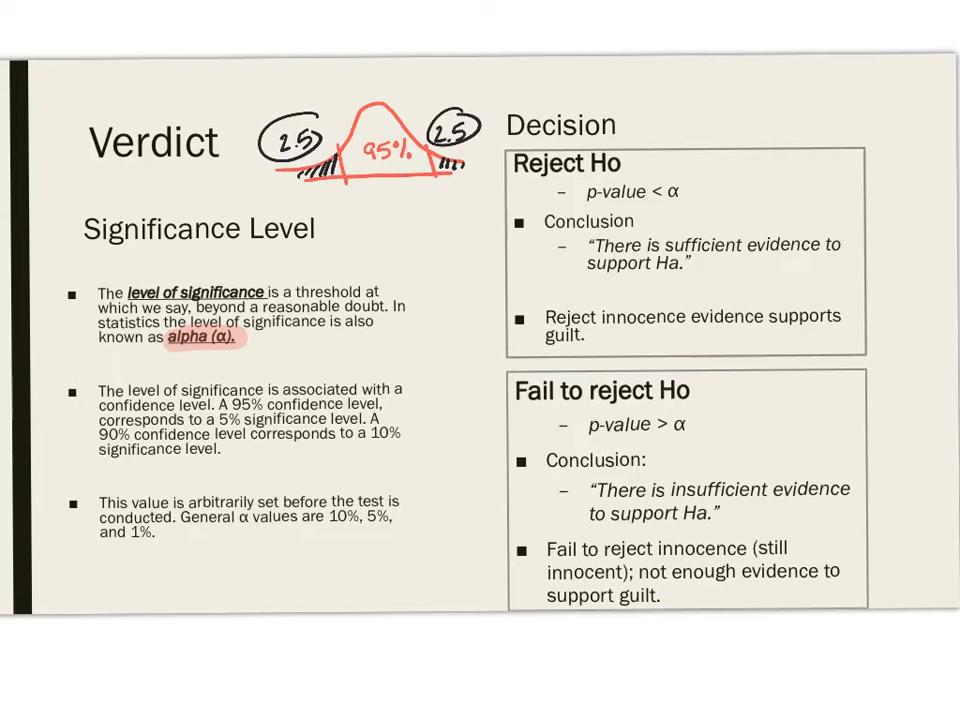 Verdict
2.5
95%
2.5
Significance Level
■ The level of significance is a threshold at
which we say, beyond a reasonable doubt. In
statistics the level of significance is also
known as alpha (α).
■ The level of significance is associated with a
confidence level. A 95% confidence level,
corresponds to a 5% significance level. A
90% confidence level corresponds to a 10%
significance level.
■ This value is arbitrarily set before the test is
conducted. General α values are 10%, 5%,
and 1%.
Decision
Reject Ho
– p-value < α
■ Conclusion
– “There is sufficient evidence to
support Ha.”
■ Reject innocence evidence supports
guilt.
Fail to reject Ho
– p-value > α
■ Conclusion:
– “There is insufficient evidence
to support Ha.”
■ Fail to reject innocence (still
innocent); not enough evidence to
support guilt.